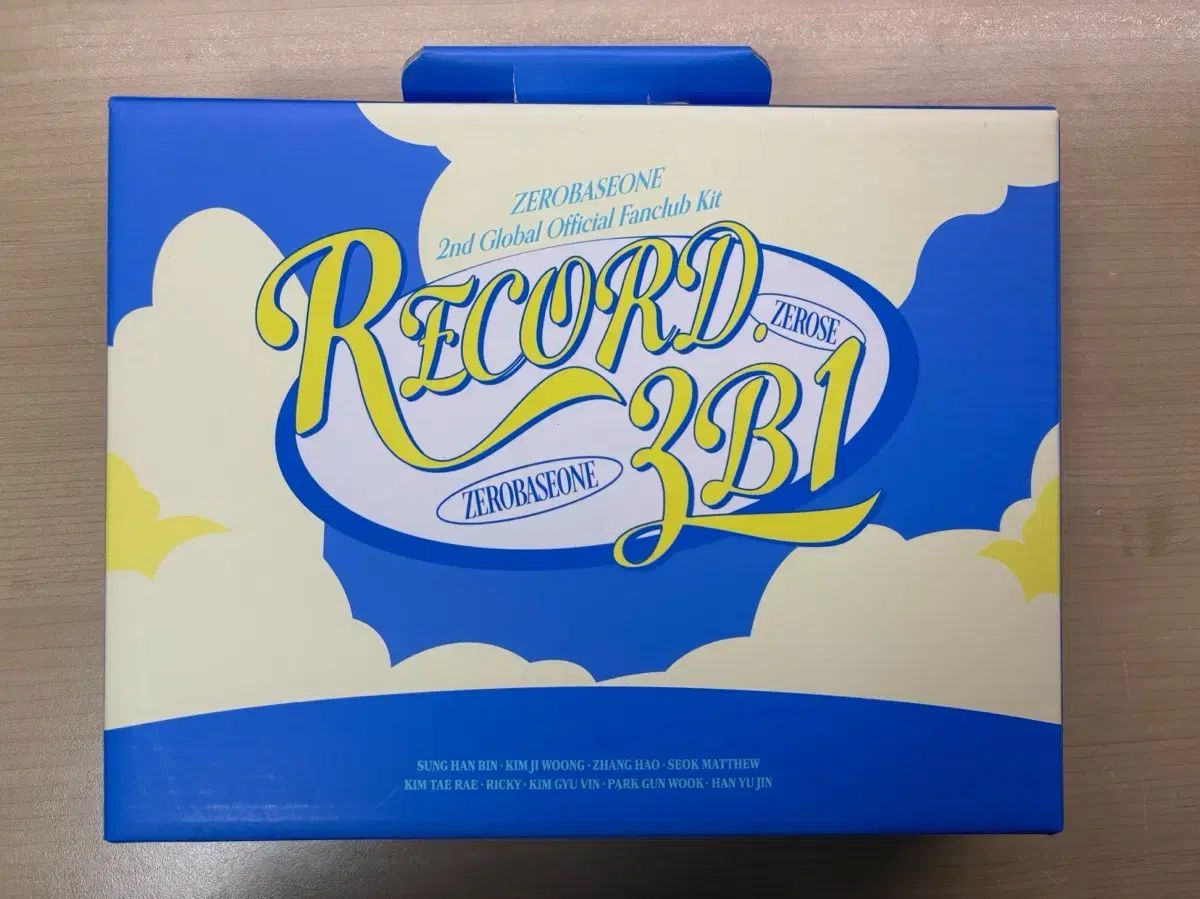 ZEROBASEONE
2nd Global Official Fanclub Kit
RECORD.
ZEROSE
ZB1
ZEROBASEONE
SUNG HAN BIN · KIM JI WOONG · ZHANG HAO · SEOK MATTHEW
KIM TAE RAE · RICKY · KIM GYU VIN · PARK GUN WOOK · HAN YU JIN